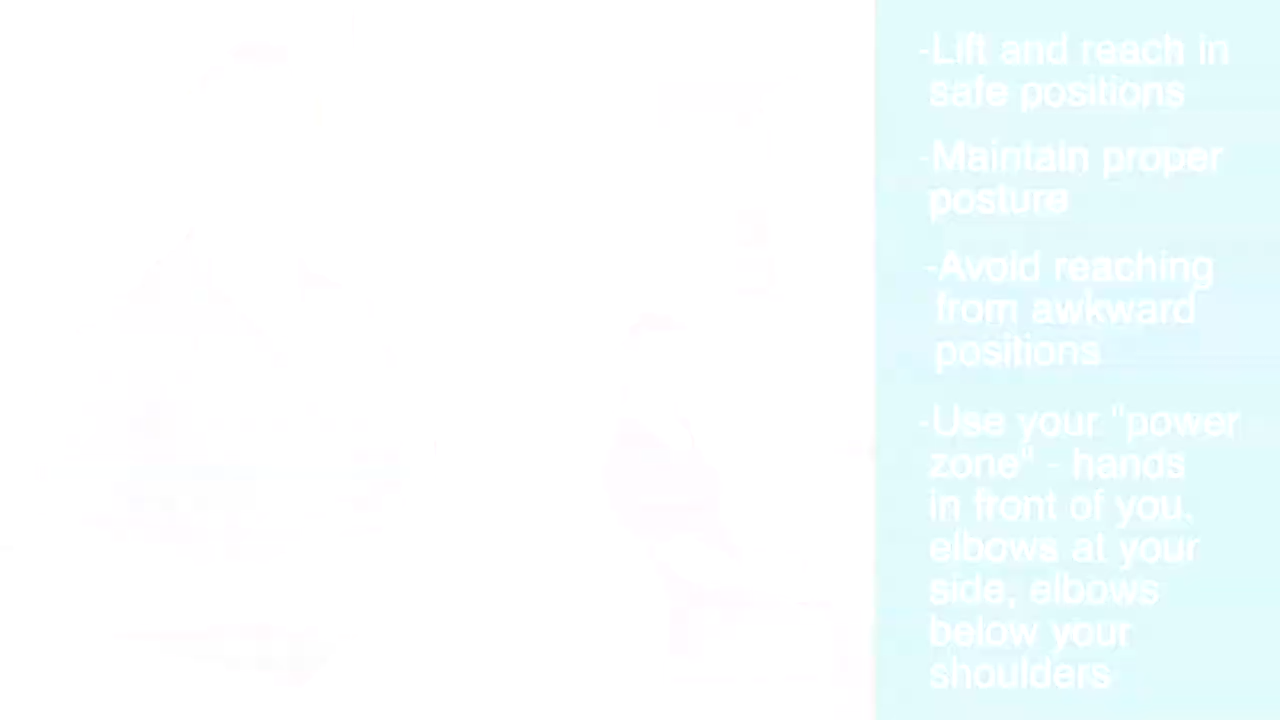 -Lift and reach in
safe positions
-Maintain proper
posture
-Avoid reaching
from awkward
positions
-Use your "power
zone" - hands
in front of you,
elbows at your
side, elbows
below your
shoulders